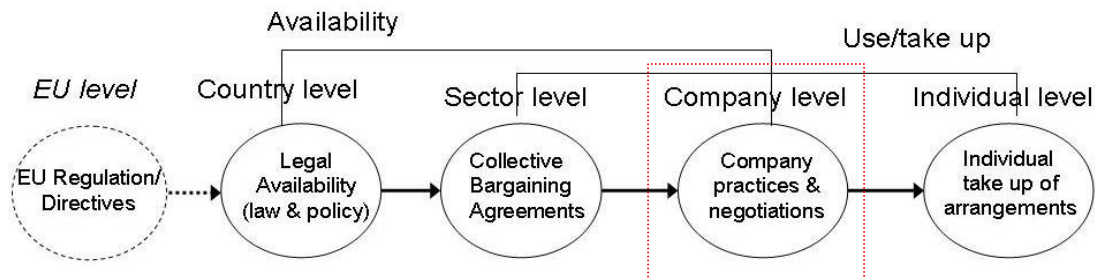 Availability
Use/take up
EU level
Country level
Sector level
Company level
Individual level
EU Regulation/
Directives
Legal
Availability
(law & policy)
Collective
Bargaining
Agreements
Company
practices &
negotiations
Individual
take up of
arrangements